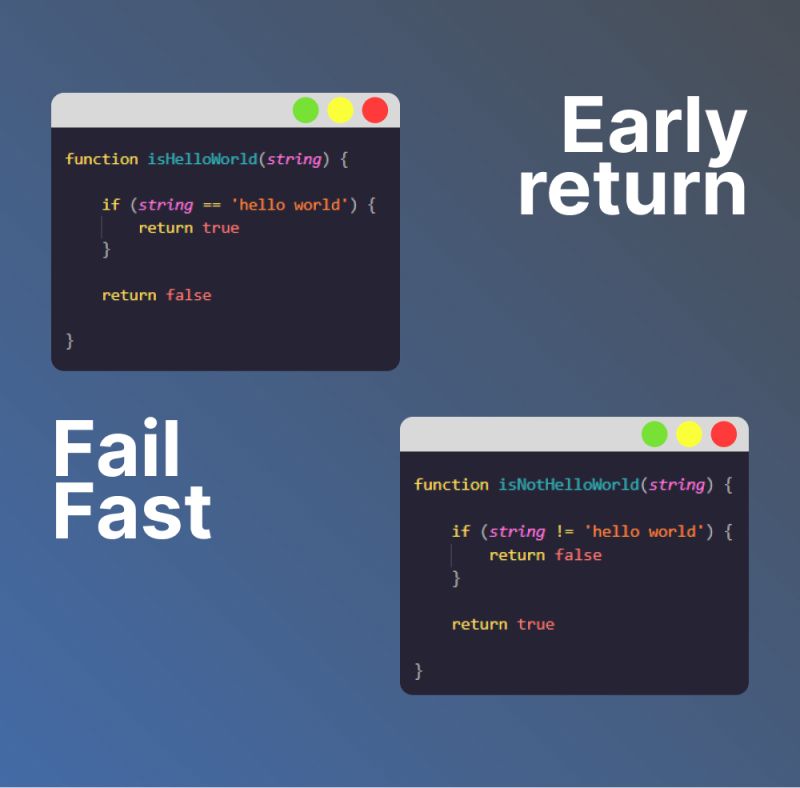 Early
return
function isHelloWorld(string) {
if (string == 'hello world') {
return true
}
return false
}
Fail
Fast
function isNotHelloWorld(string) {
if (string != 'hello world') {
return false
}
return true
}